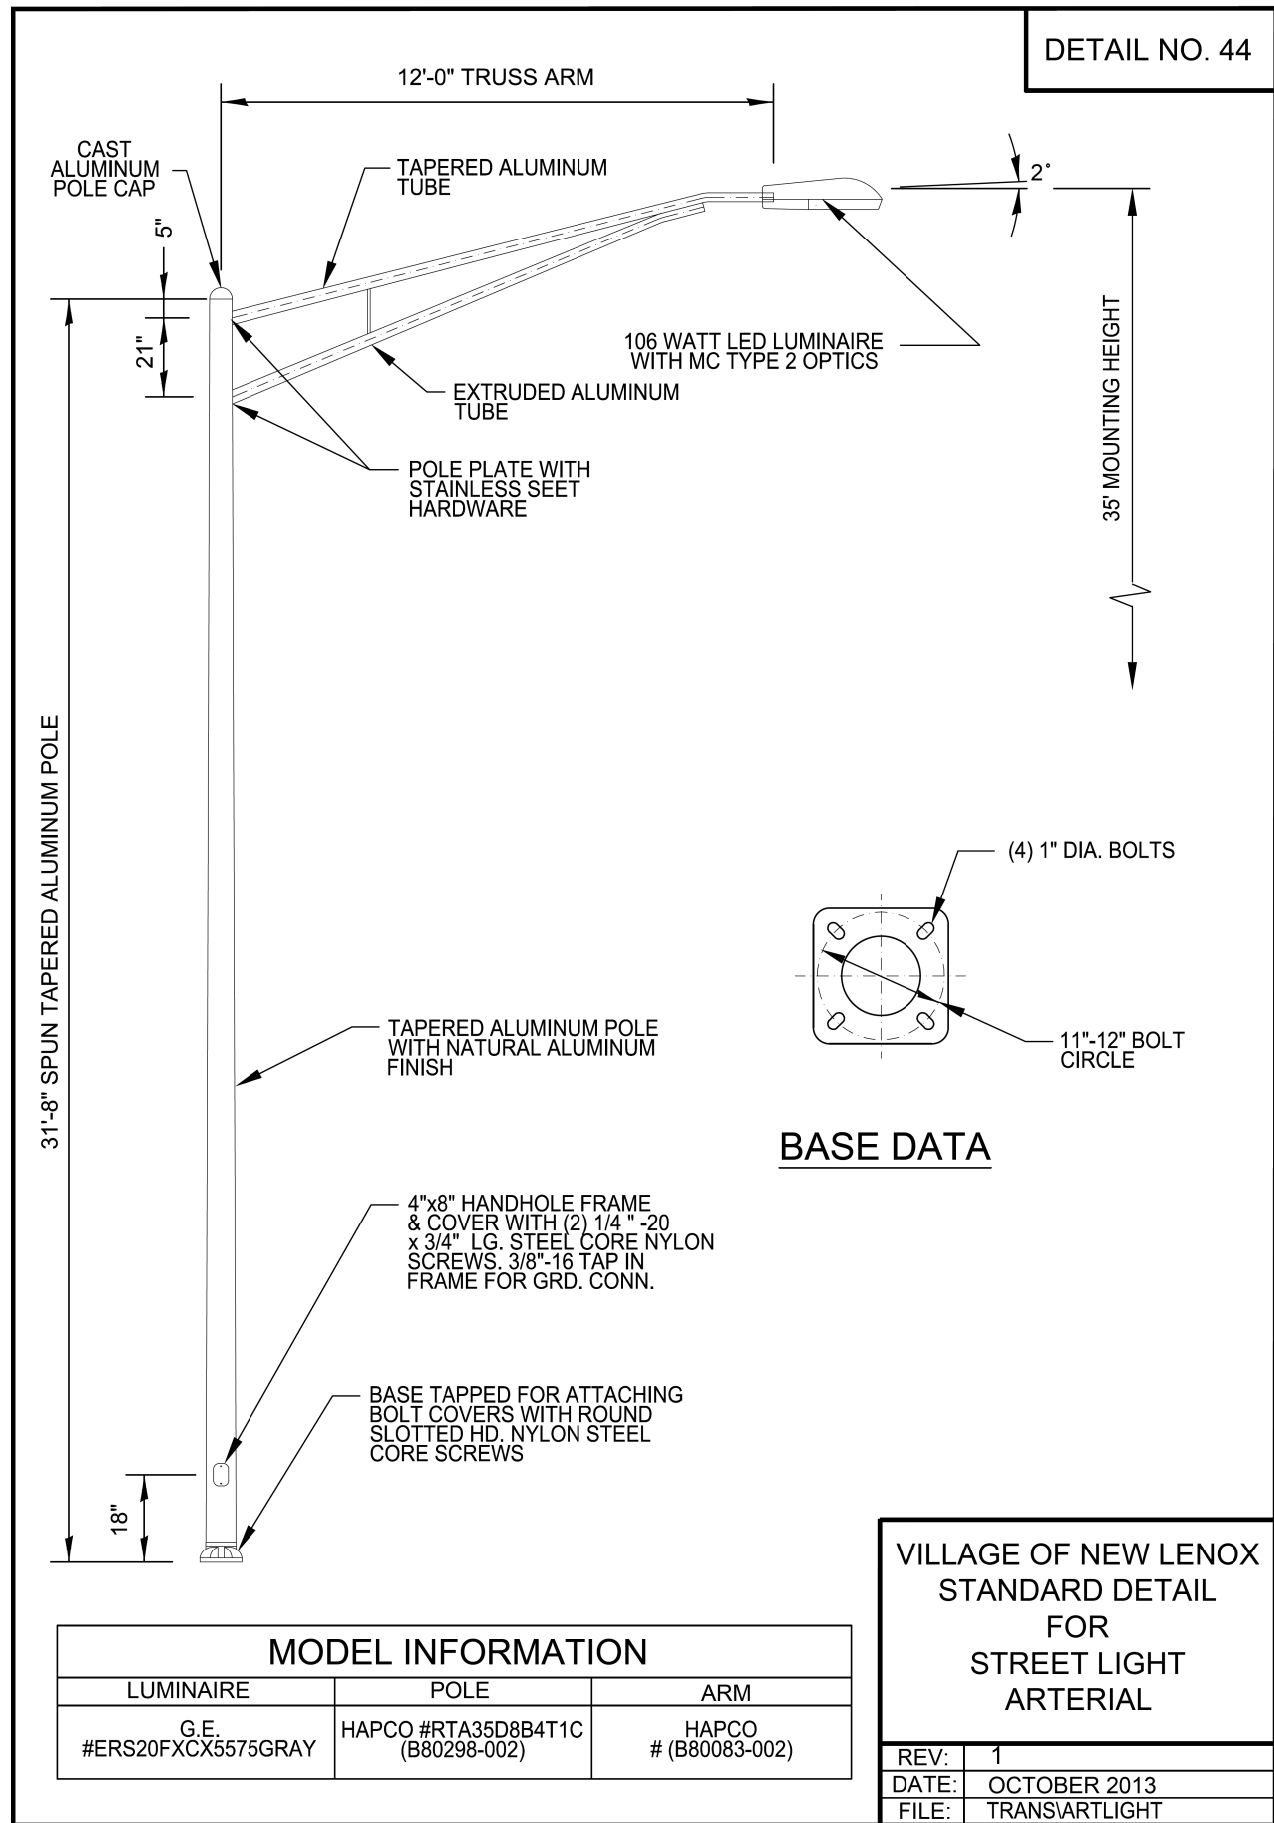 DETAIL NO. 44
12'-0" TRUSS ARM
CAST
ALUMINUM
POLE CAP
TAPERED ALUMINUM
TUBE
2°
5"
21"
106 WATT LED LUMINAIRE
WITH MC TYPE 2 OPTICS
35' MOUNTING HEIGHT
EXTRUDED ALUMINUM
TUBE
POLE PLATE WITH
STAINLESS SEET
HARDWARE
31'-8" SPUN TAPERED ALUMINUM POLE
(4) 1" DIA. BOLTS
11"-12" BOLT
CIRCLE
BASE DATA
TAPERED ALUMINUM POLE
WITH NATURAL ALUMINUM
FINISH
4"x8" HANDHOLE FRAME
& COVER WITH (2) 1/4 " -20
x 3/4" LG. STEEL CORE NYLON
SCREWS. 3/8"-16 TAP IN
FRAME FOR GRD. CONN.
BASE TAPPED FOR ATTACHING
BOLT COVERS WITH ROUND
SLOTTED HD. NYLON STEEL
CORE SCREWS
18"
MODEL INFORMATION
LUMINAIRE POLE ARM
G.E. HAPCO #RTA35D8B4T1C HAPCO
#ERS20FXCX5575GRAY (B80298-002) # (B80083-002)
VILLAGE OF NEW LENOX
STANDARD DETAIL
FOR
STREET LIGHT
ARTERIAL
REV: 1
DATE: OCTOBER 2013
FILE: TRANS\ARTLIGHT